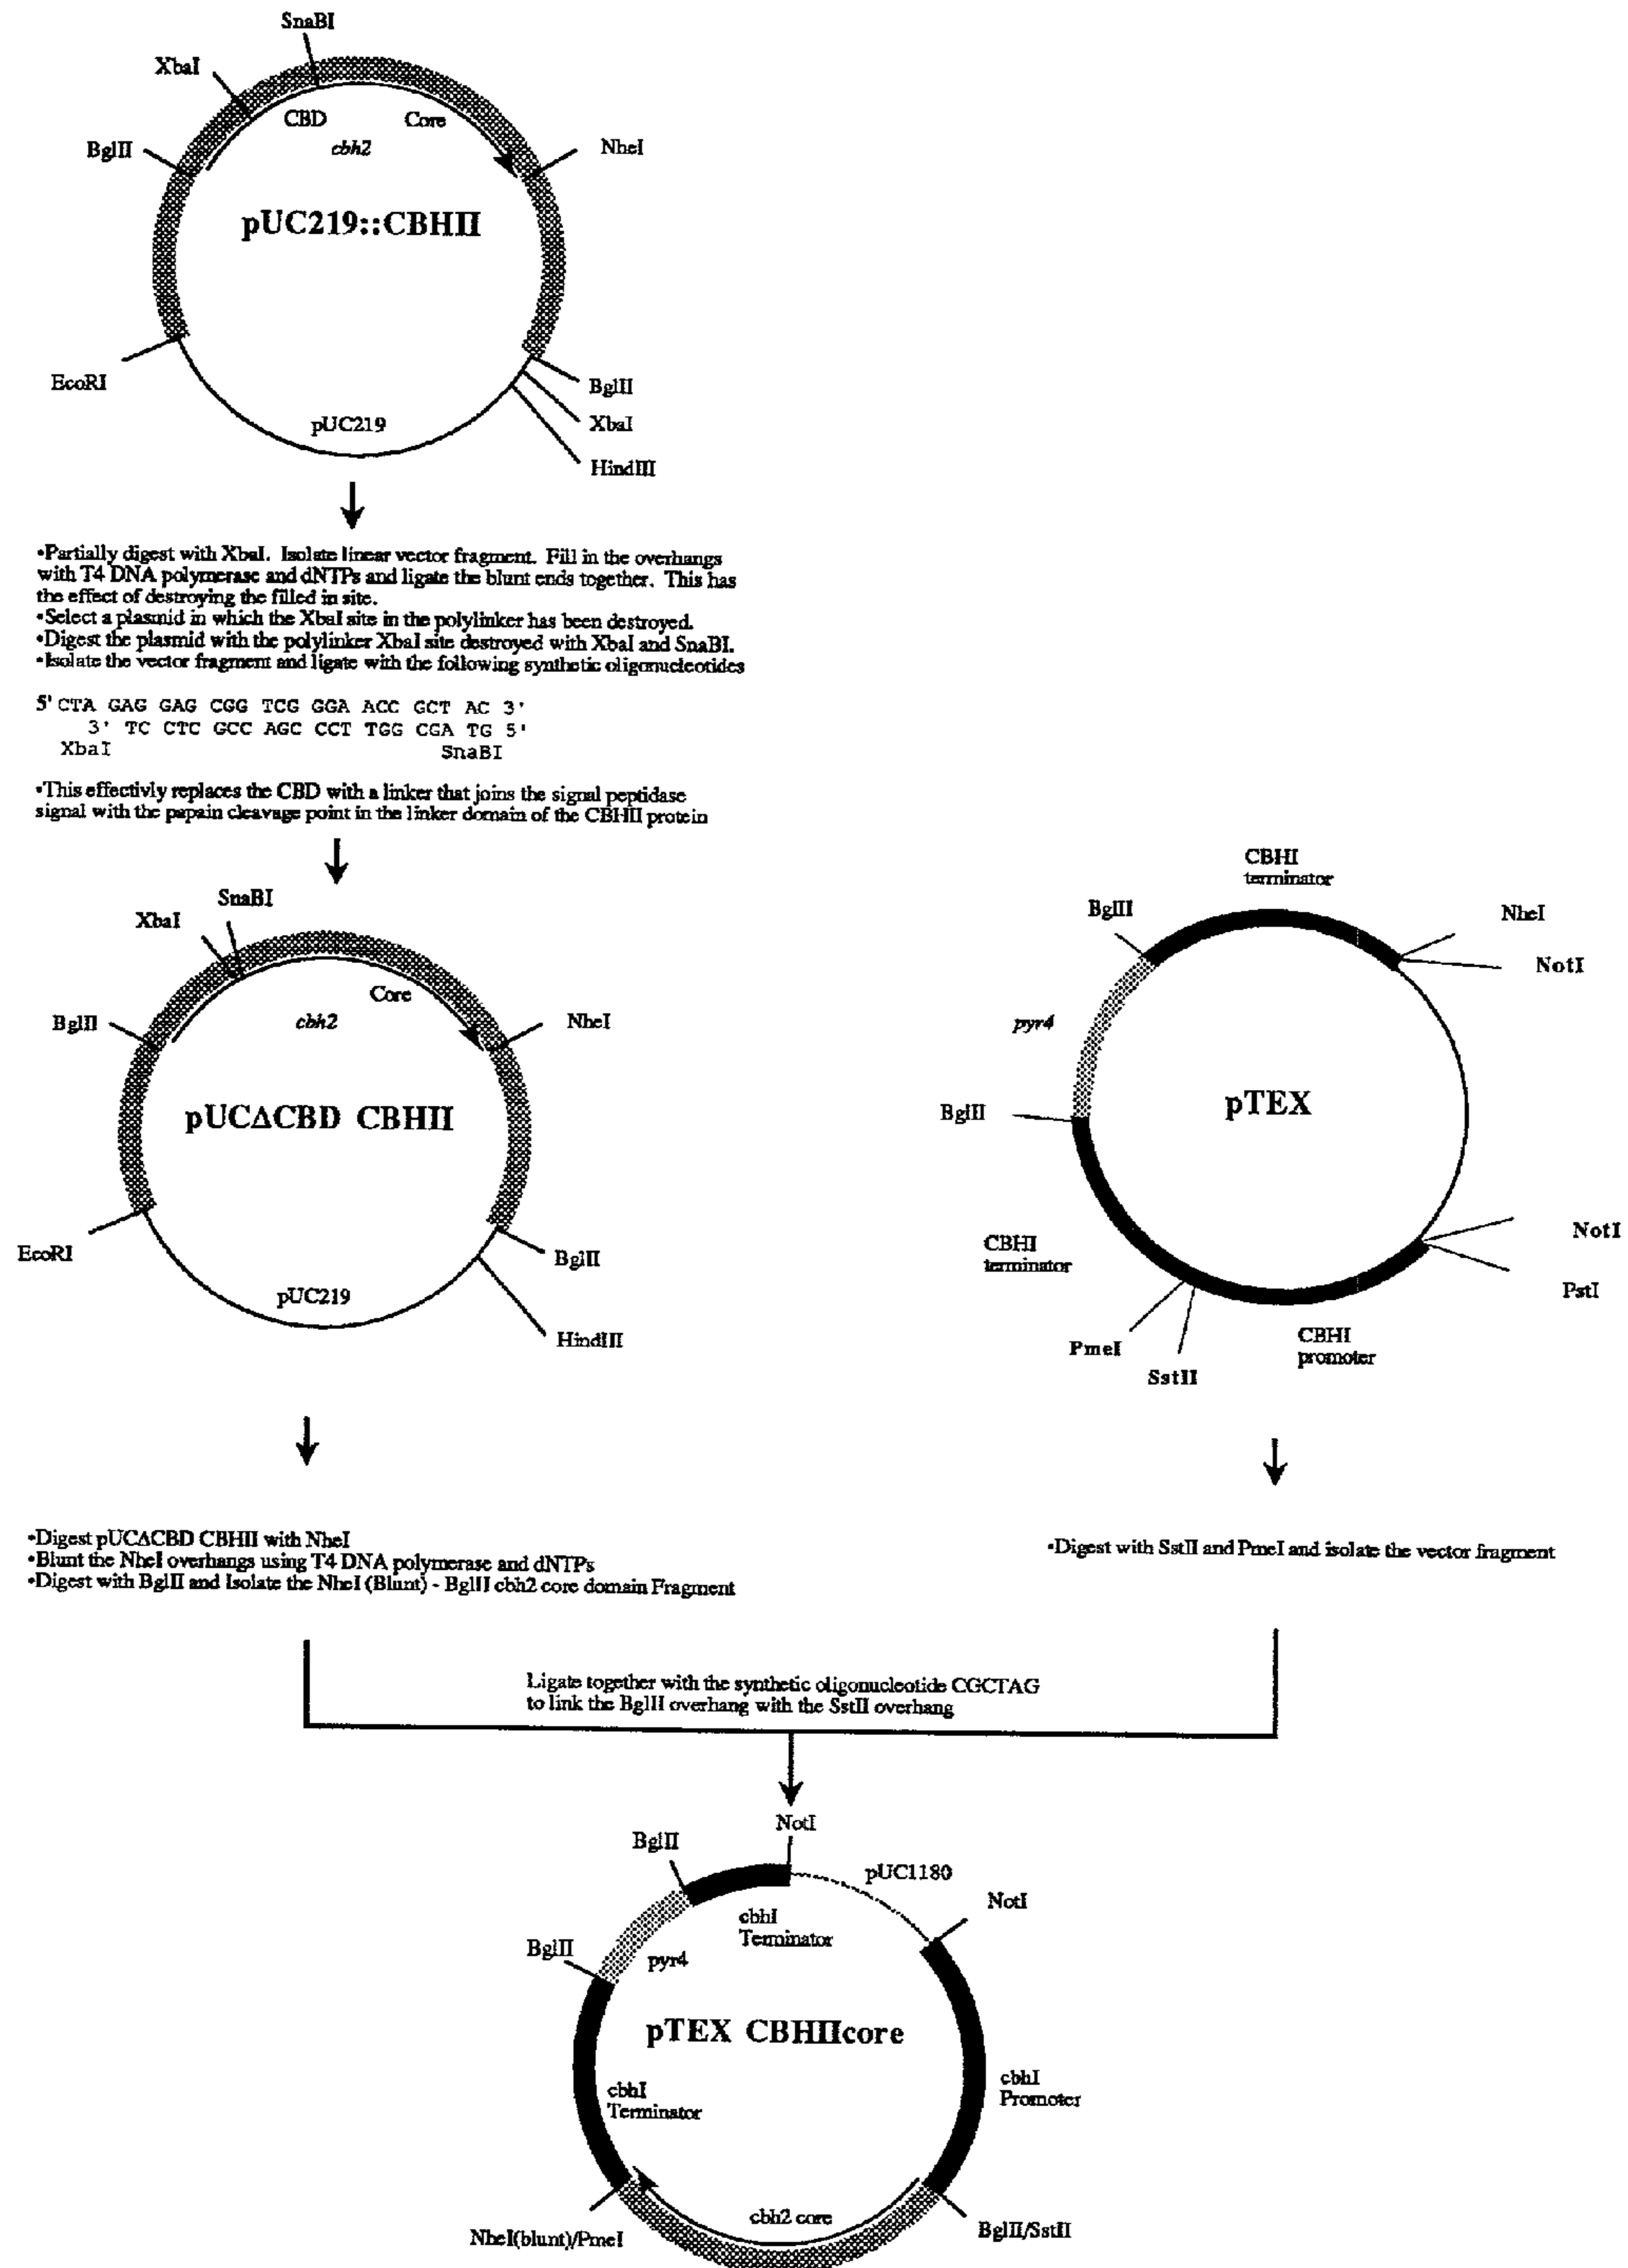 SnaBI
XbaI
CBD
Core
cbh2
BglII
NheI
pUC219::CBHII
EcoRI
BglII
XbaI
pUC219
HindIII
•Partially digest with XbaI. Isolate linear vector fragment. Fill in the overhangs
with T4 DNA polymerase and dNTPs and ligate the blunt ends together. This has
the effect of destroying the filled in site.
•Select a plasmid in which the XbaI site in the polylinker has been destroyed.
•Digest the plasmid with the polylinker XbaI site destroyed with XbaI and SnaBI.
•Isolate the vector fragment and ligate with the following synthetic oligonucleotides
5' CTA GAG GAG CGG TCG GGA ACC GCT AC 3'
3' TC CTC GCC AGC CCT TGG CGA TG 5'
XbaI SnaBI
•This effectivly replaces the CBD with a linker that joins the signal peptidase
signal with the papain cleavage point in the linker domain of the CBHII protein
SnaBI
XbaI
Core
BglII
cbh2
NheI
pUCΔCBD CBHII
EcoRI
BglII
pUC219
HindIII
CBHI
terminator
BglII
NheI
NotI
pyr4
BglII
pTEX
NotI
CBHI
terminator
PstI
PmeI
CBHI
promoter
SstII
•Digest pUCΔCBD CBHII with NheI
•Blunt the NheI overhangs using T4 DNA polymerase and dNTPs
•Digest with BglII and Isolate the NheI (Blunt) - BglII cbh2 core domain Fragment
•Digest with SstII and PmeI and isolate the vector fragment
Ligate together with the synthetic oligonucleotide CGCTAG
to link the BglII overhang with the SstII overhang
NotI
BglII
pUC1180
NotI
cbhI
Terminator
BglII
pyr4
pTEX CBHIIcore
cbhI
Terminator
cbhI
Promoter
cbh2 core
NheI(blunt)/PmeI
BglII/SstII